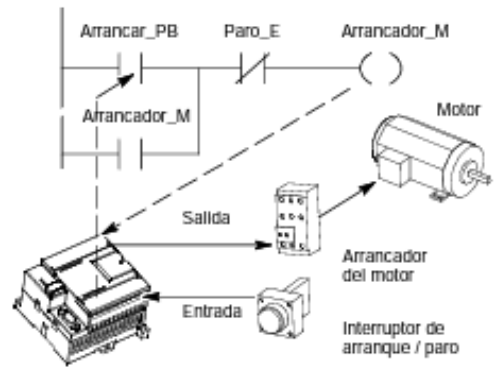 Arrancar_PB
Paro_E
Arrancador_M
Arrancador_M
Motor
Salida
Arrancador
del motor
Entrada
Interruptor de
arranque / paro